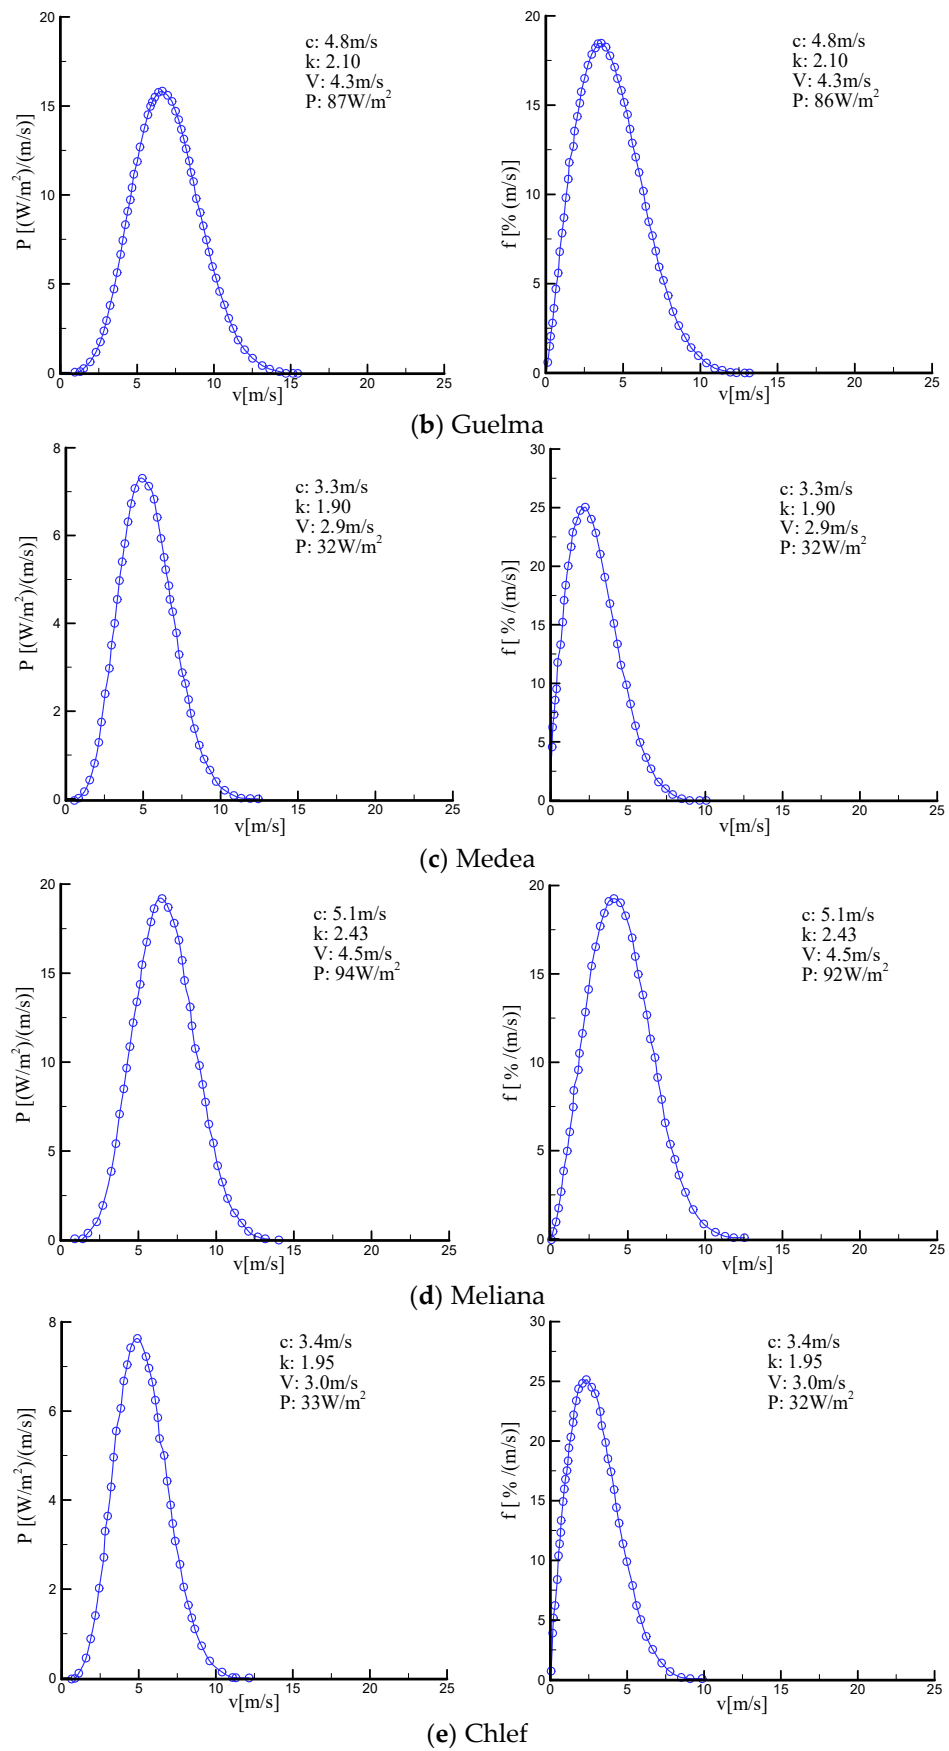 20
15
10
5
0
0
5
10
15
20
25
P [(W/m²)/(m/s)]
v[m/s]
c: 4.8m/s
k: 2.10
V: 4.3m/s
P: 87W/m²
20
15
10
5
0
0
5
10
15
20
25
f [% (m/s)]
v[m/s]
c: 4.8m/s
k: 2.10
V: 4.3m/s
P: 86W/m²
(b) Guelma
8
6
4
2
0
0
5
10
15
20
25
P [(W/m²)/(m/s)]
v[m/s]
c: 3.3m/s
k: 1.90
V: 2.9m/s
P: 32W/m²
30
25
20
15
10
5
0
0
5
10
15
20
25
f [ % /(m/s)]
v[m/s]
c: 3.3m/s
k: 1.90
V: 2.9m/s
P: 32W/m²
(c) Medea
20
15
10
5
0
0
5
10
15
20
25
P [(W/m²)/(m/s)]
v[m/s]
c: 5.1m/s
k: 2.43
V: 4.5m/s
P: 94W/m²
20
15
10
5
0
0
5
10
15
20
25
f [ % /(m/s)]
v[m/s]
c: 5.1m/s
k: 2.43
V: 4.5m/s
P: 92W/m²
(d) Meliana
8
6
4
2
0
0
5
10
15
20
25
P [(W/m²)/(m/s)]
v[m/s]
c: 3.4m/s
k: 1.95
V: 3.0m/s
P: 33W/m²
30
25
20
15
10
5
0
0
5
10
15
20
25
f [ % /(m/s)]
v[m/s]
c: 3.4m/s
k: 1.95
V: 3.0m/s
P: 32W/m²
(e) Chlef